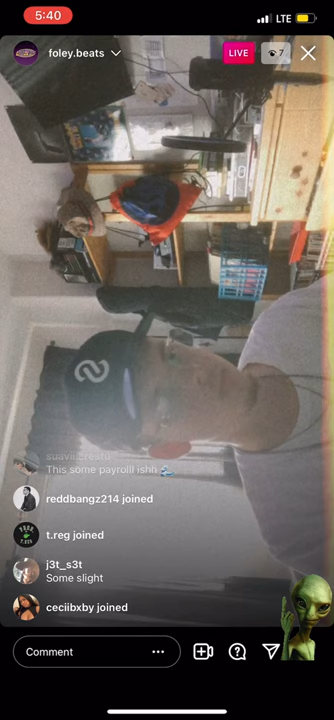 5:40
LTE
foley.beats
LIVE
7
This some payrolll ishh
reddbangz214 joined
t.reg joined
j3t_s3t
Some slight
ceciibxby joined
Comment